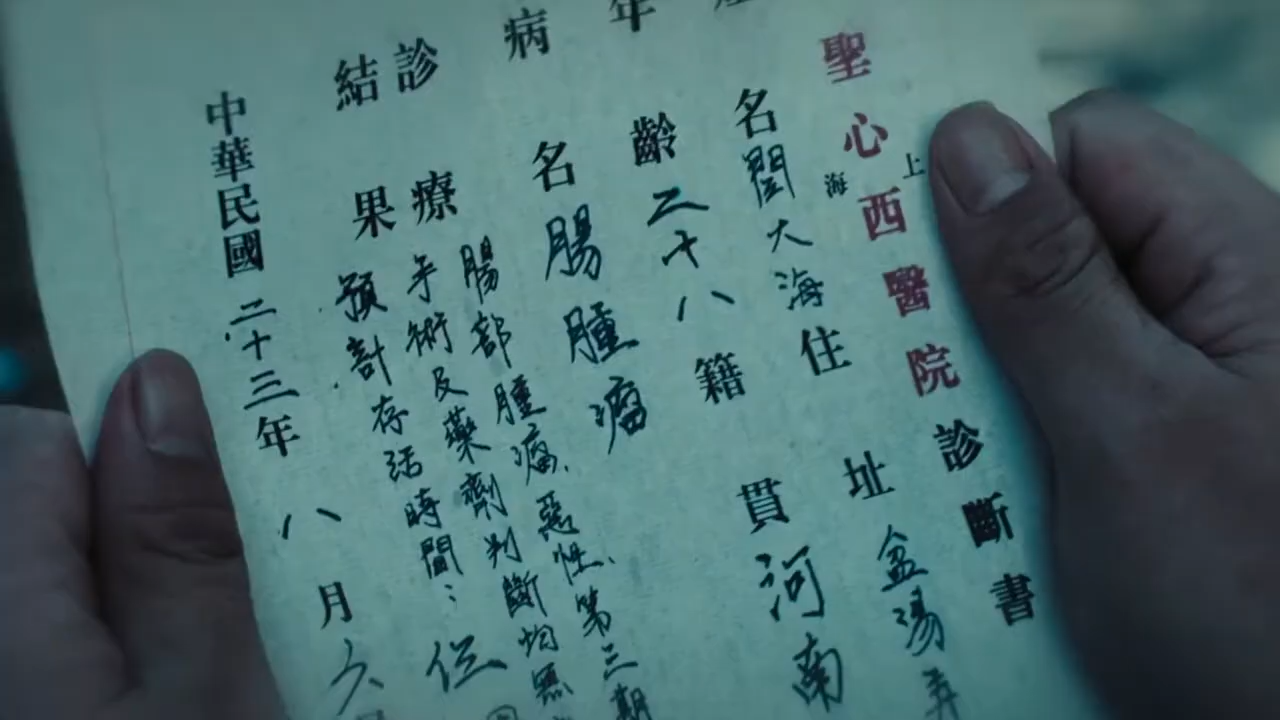 上海
聖心西醫院診斷書
名 閻大海 住址 盆湯弄
年齡 二十八 籍貫 河南
病名 腸腫瘤
診療 腸部腫瘤、惡性、第三期
手術及藥劑判斷均無
結果 預計存活時間：
中華民國 二十三年 八月六